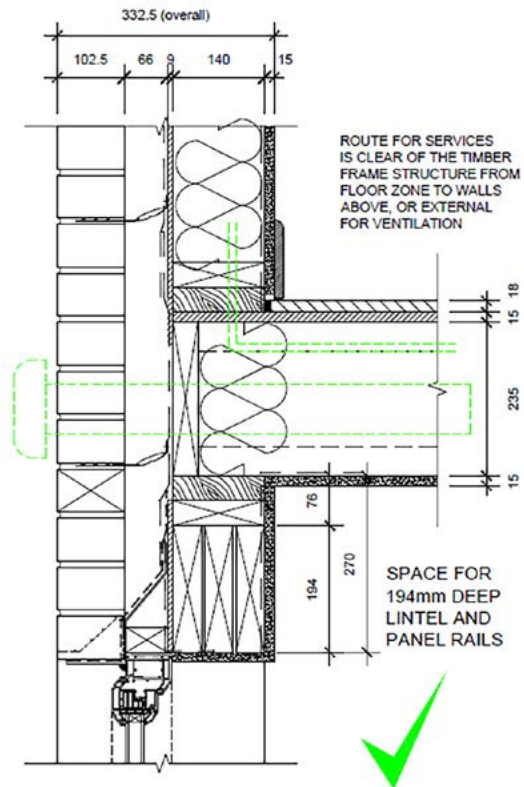 332.5 (overall)
102.5 66 9 140 15
ROUTE FOR SERVICES
IS CLEAR OF THE TIMBER
FRAME STRUCTURE FROM
FLOOR ZONE TO WALLS
ABOVE, OR EXTERNAL
FOR VENTILATION
18
15
235
15
76
194
270
SPACE FOR
194mm DEEP
LINTEL AND
PANEL RAILS